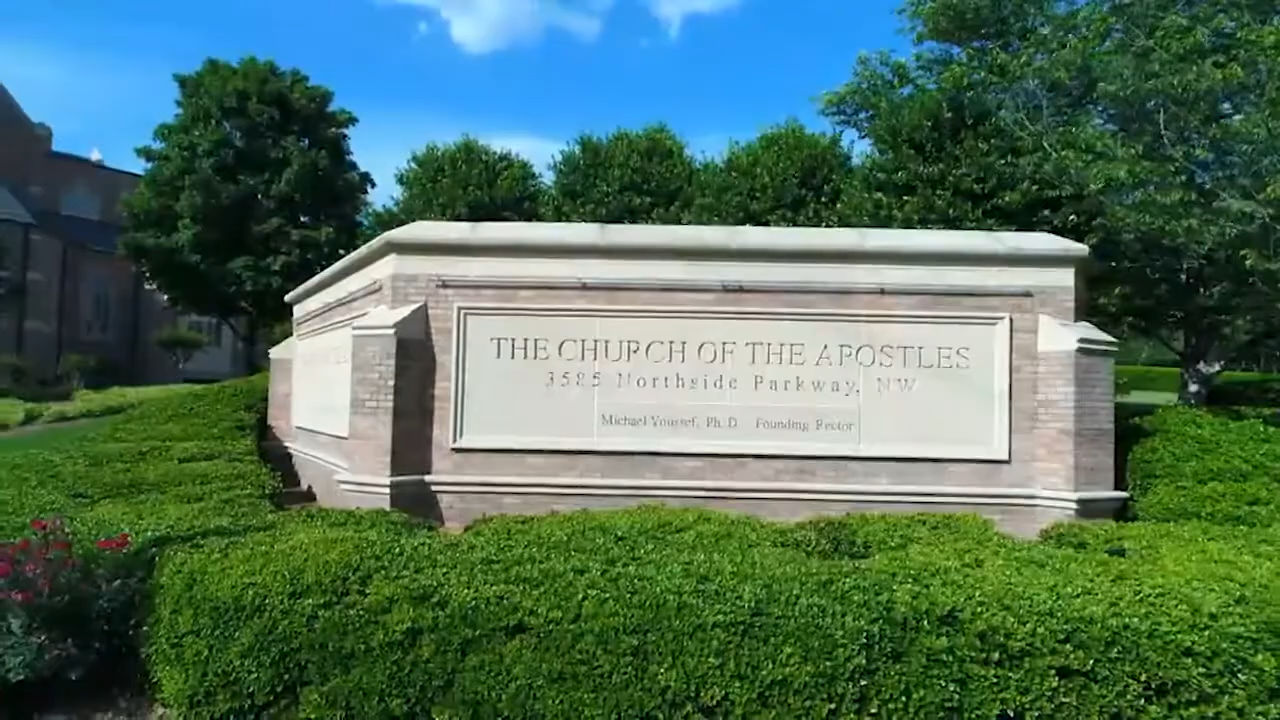 THE CHURCH OF THE APOSTLES
3585 Northside Parkway, NW
Michael Youssef, Ph. D. Founding Rector